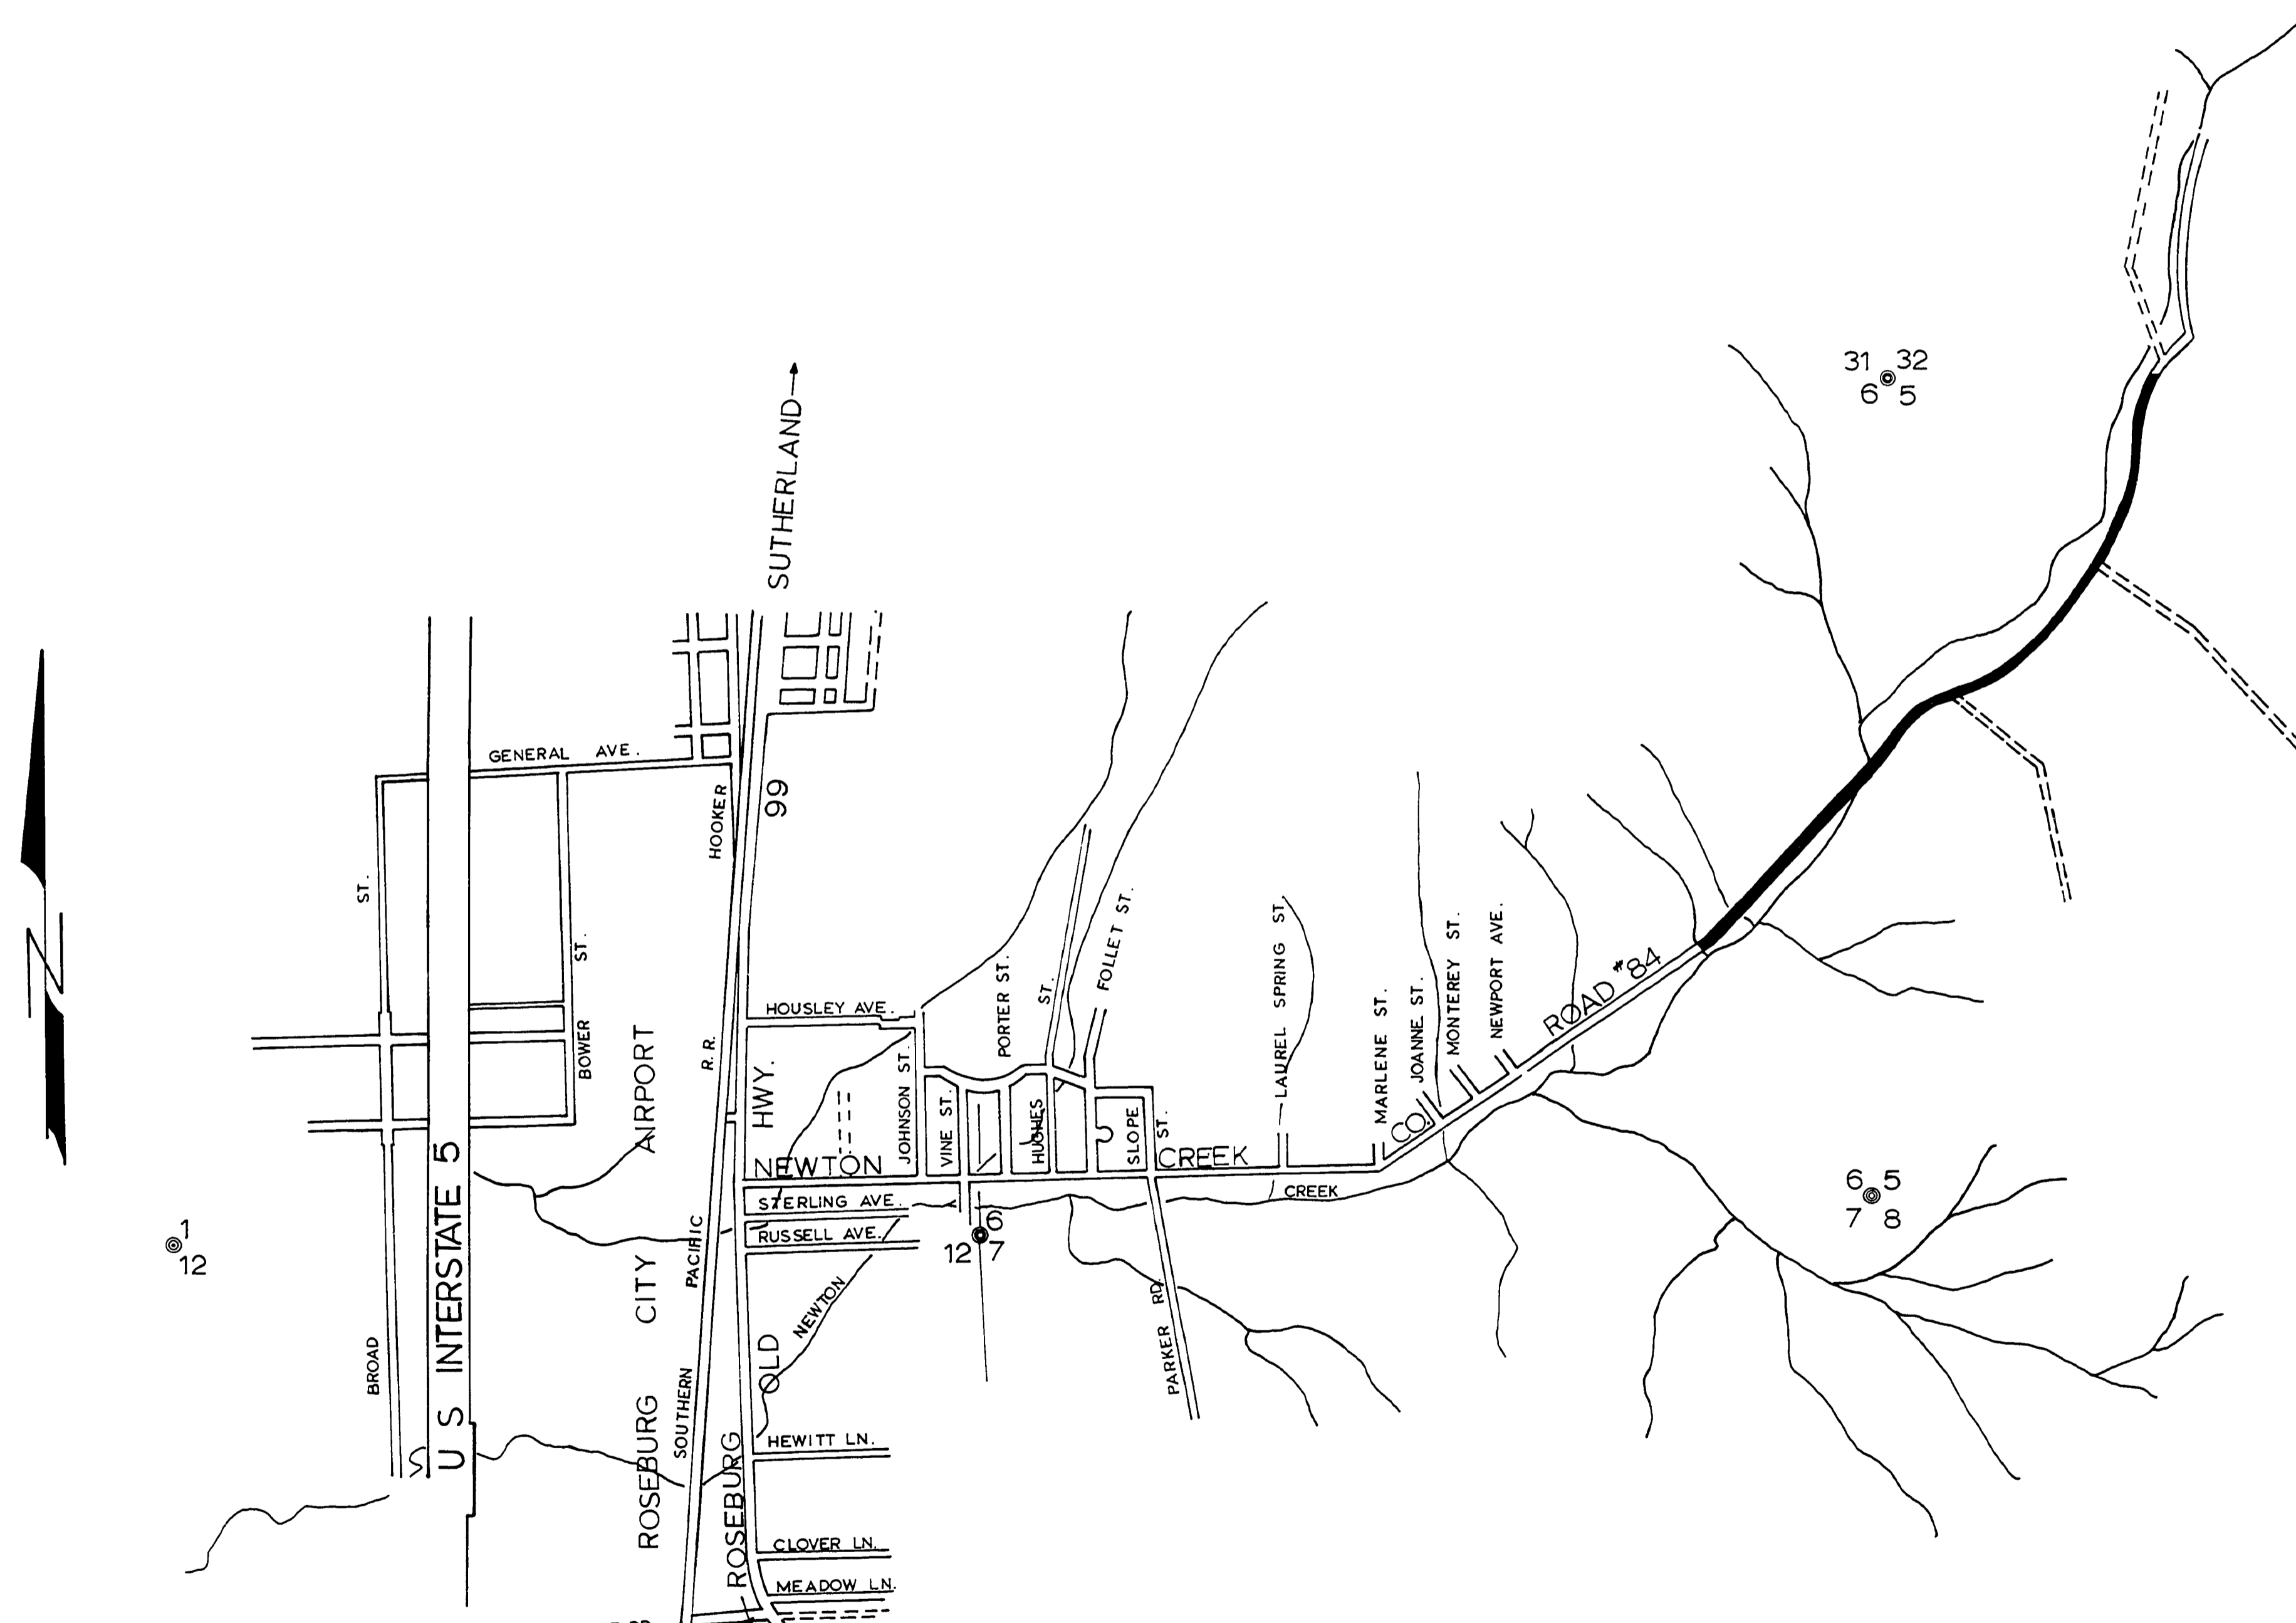 31 32
6 5
SUTHERLAND
GENERAL AVE.
HOOKER
99
ST.
ST.
BOWER
N
AIRPORT
R. R.
HWY.
HOUSLEY AVE.
JOHNSON ST.
VINE ST.
PORTER ST.
ST.
HUGHES
FOLLET ST.
SLOPE
ST.
LAUREL SPRING ST
MARLENE ST.
JOANNE ST.
MONTEREY ST.
NEWPORT AVE.
NEWTON CREEK CO. ROAD #84
STERLING AVE.
CREEK
RUSSELL AVE.
NEWTON
6
12 7
6 5
7 8
1
12
BROAD
U S INTERSTATE 5
ROSEBURG CITY
SOUTHERN PACIFIC
OLD
ROSEBURG
PARKER RD.
HEWITT LN.
CLOVER LN.
MEADOW LN.